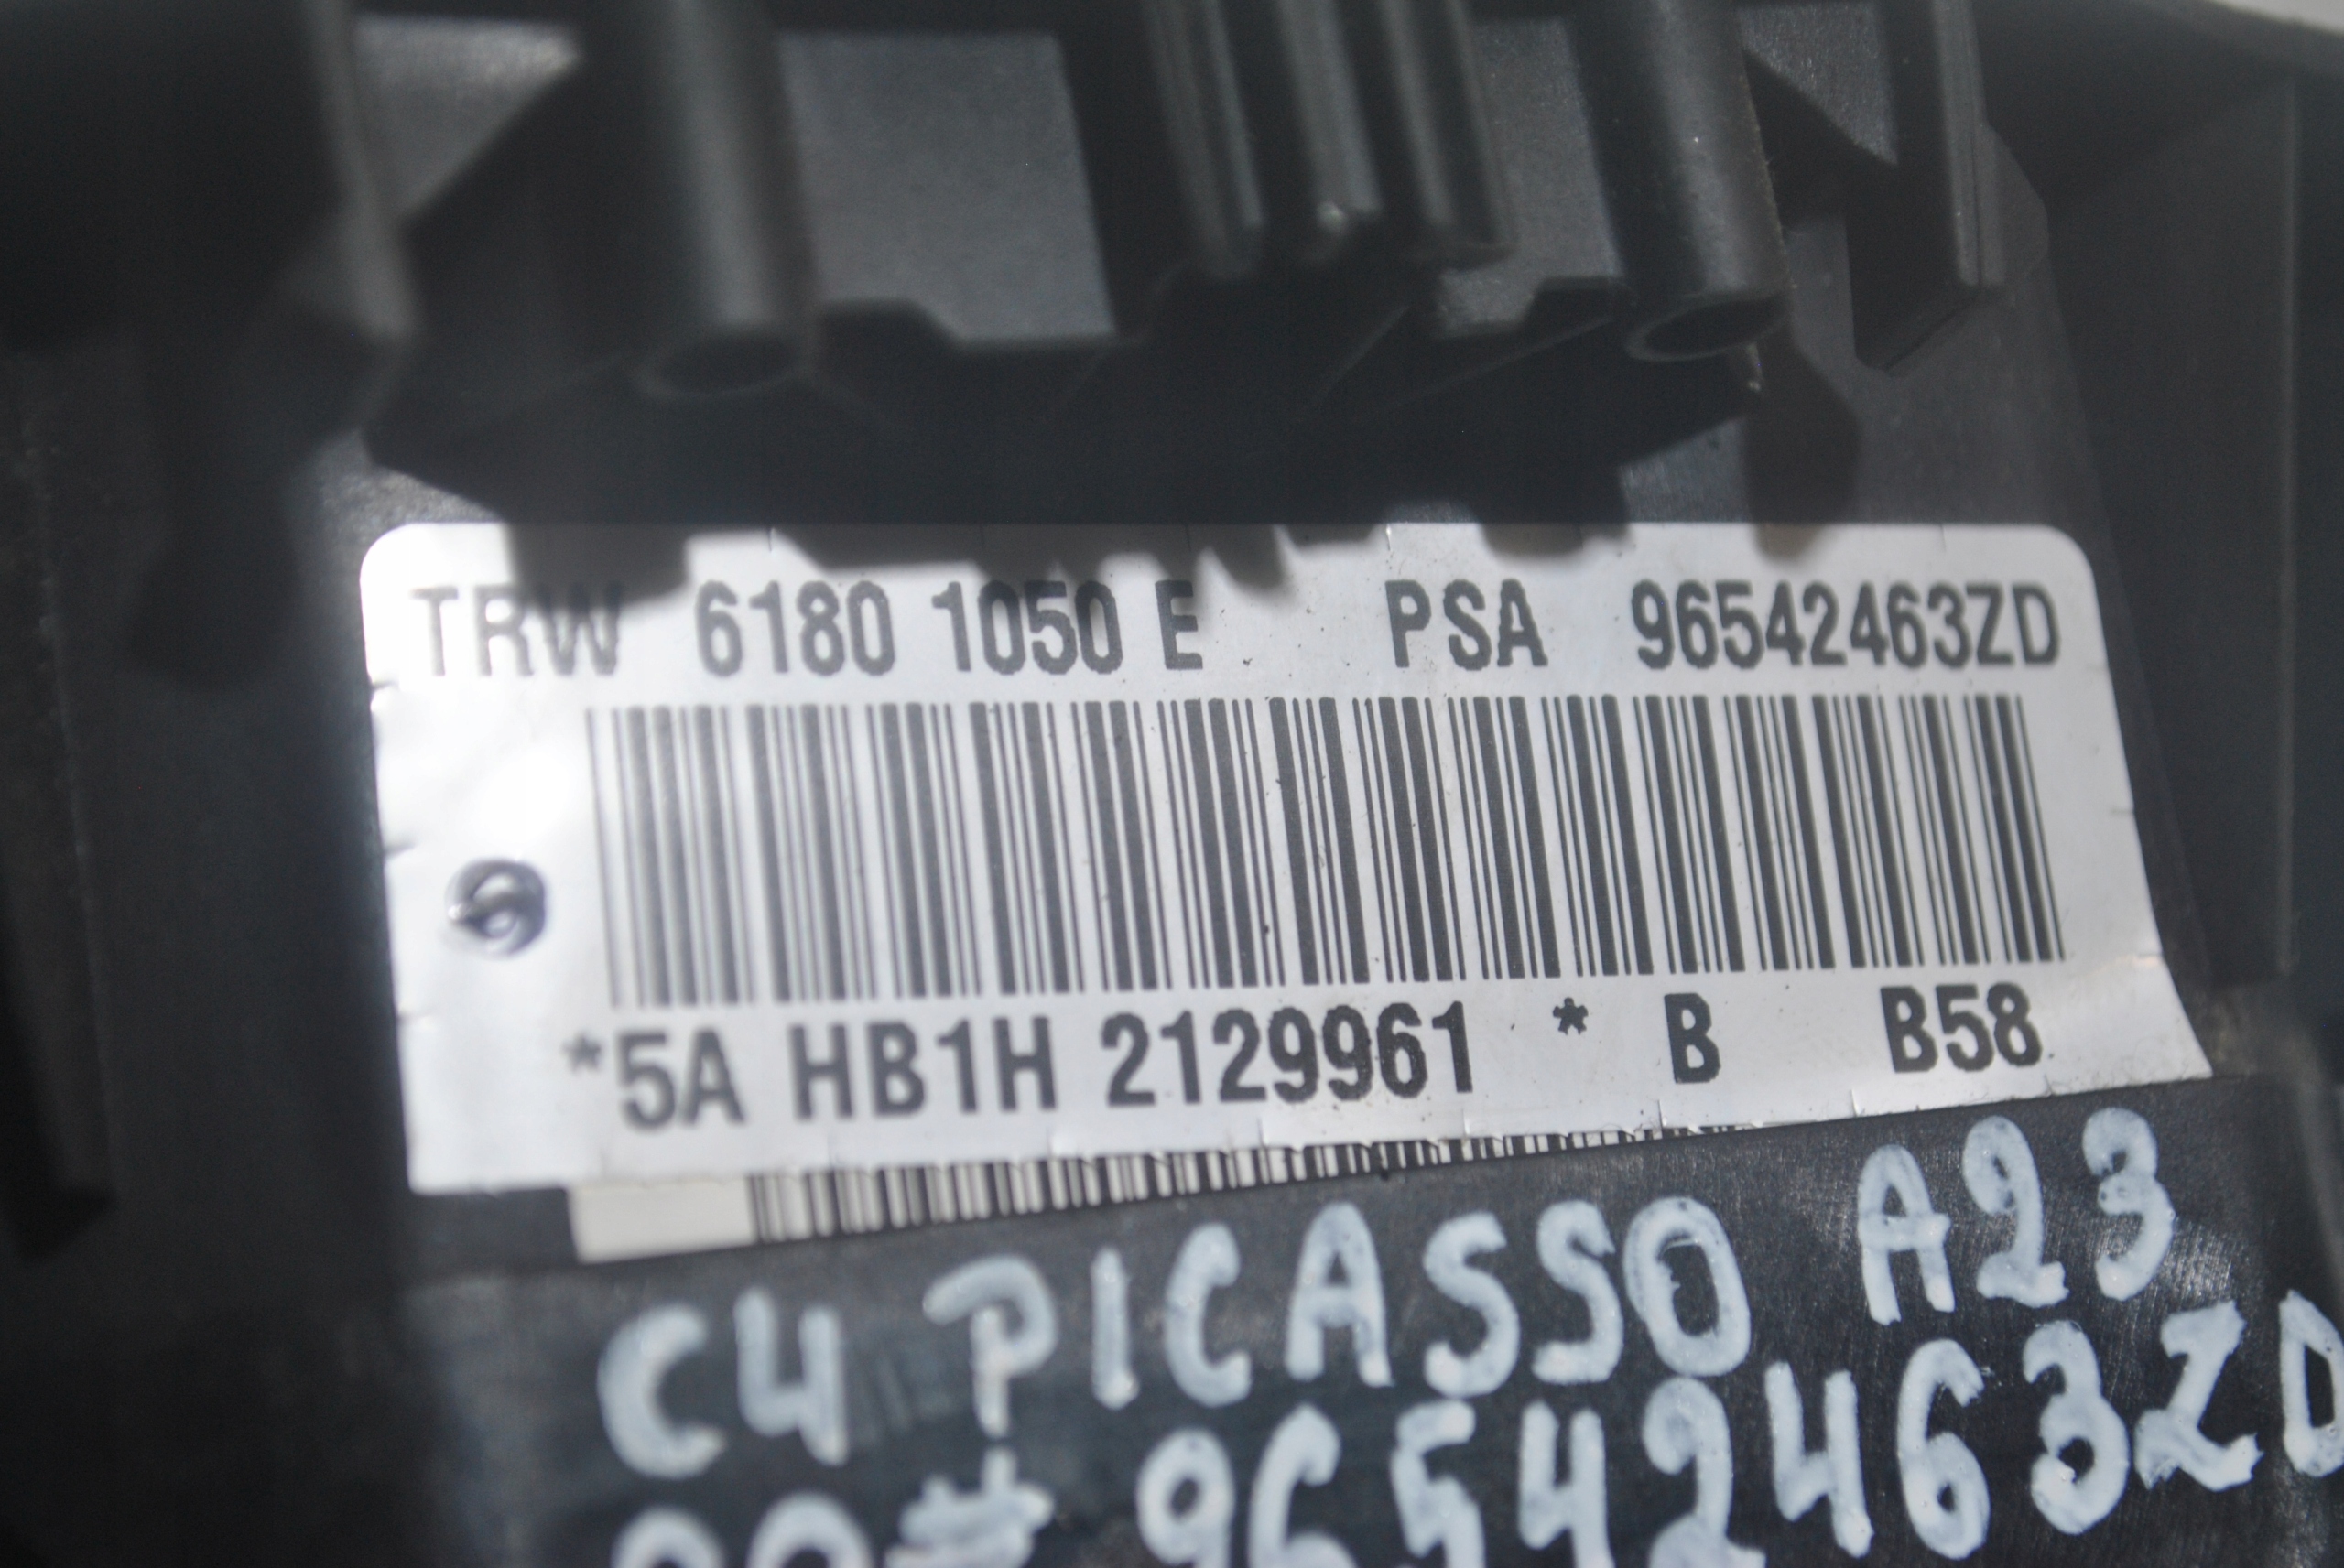 TRW 6180 1050 E PSA 96542463ZD
*5A HB1H 2129961 * B B58
C4 PICASSO A23
# 96542463ZD